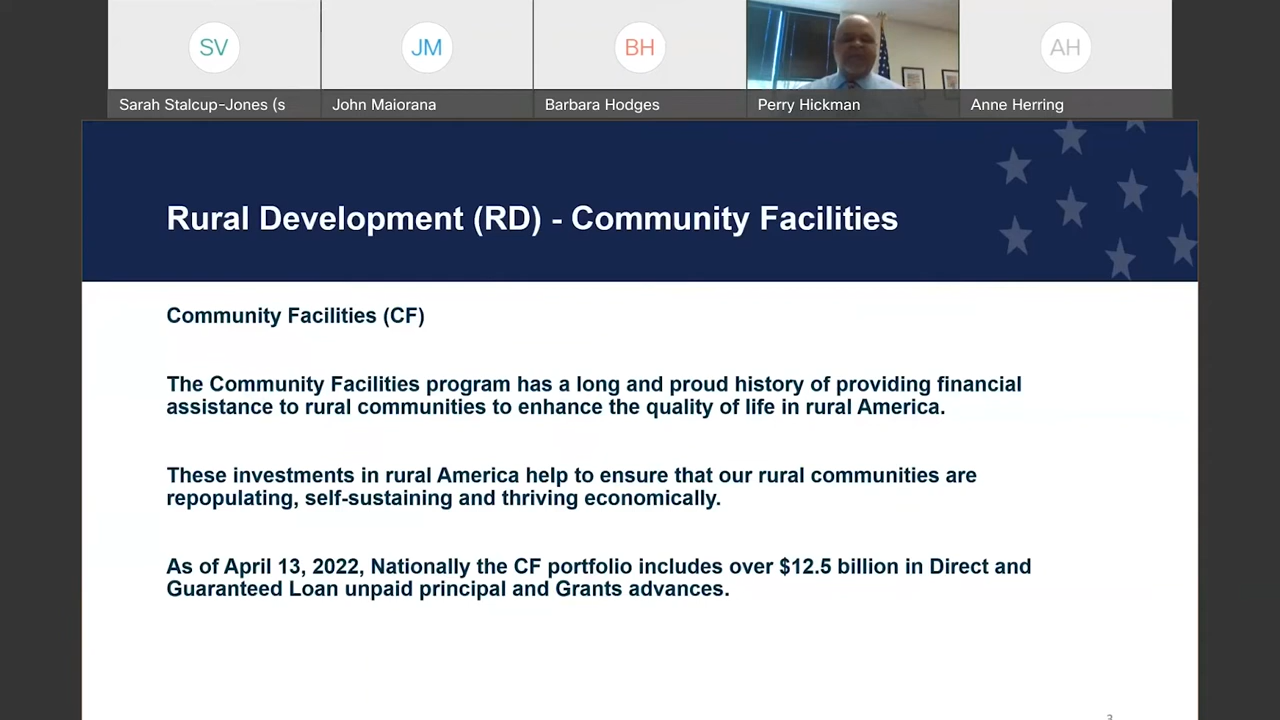 SV
JM
BH
AH
Sarah Stalcup-Jones (s
John Maiorana
Barbara Hodges
Perry Hickman
Anne Herring
Rural Development (RD) - Community Facilities
Community Facilities (CF)
The Community Facilities program has a long and proud history of providing financial
assistance to rural communities to enhance the quality of life in rural America.
These investments in rural America help to ensure that our rural communities are
repopulating, self-sustaining and thriving economically.
As of April 13, 2022, Nationally the CF portfolio includes over $12.5 billion in Direct and
Guaranteed Loan unpaid principal and Grants advances.
3